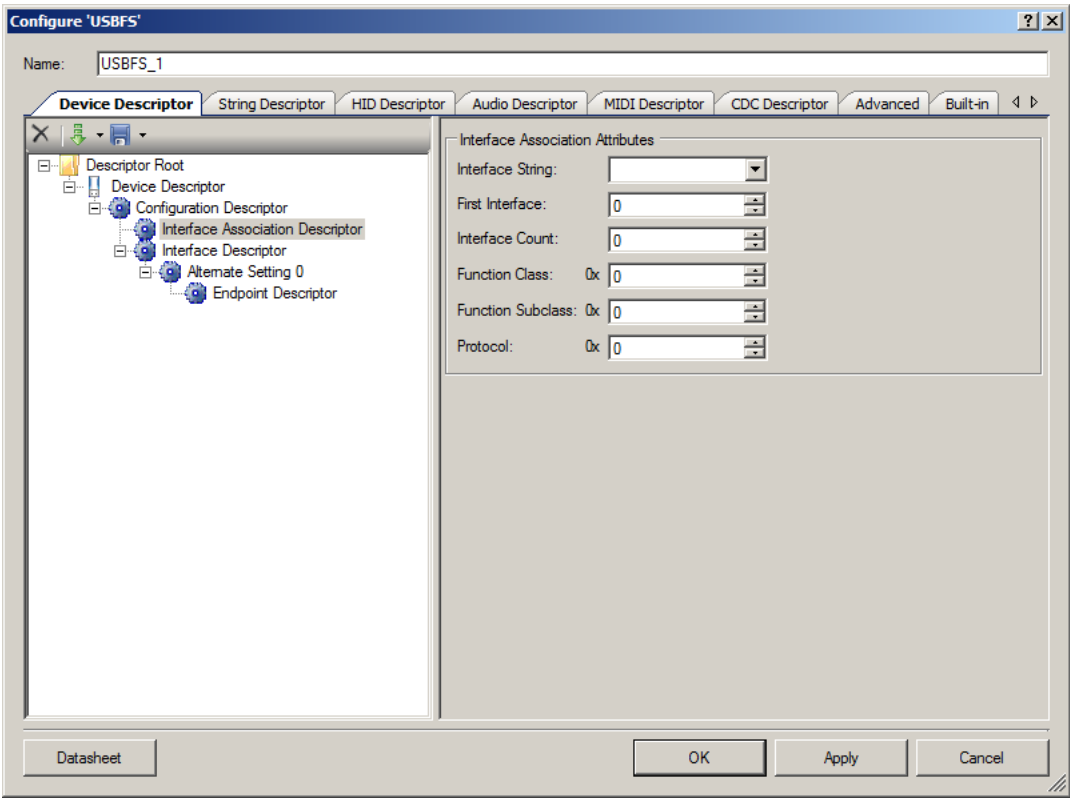 Configure 'USBFS'
Name: USBFS_1
Device Descriptor String Descriptor HID Descriptor Audio Descriptor MIDI Descriptor CDC Descriptor Advanced Built-in
Descriptor Root
Device Descriptor
Configuration Descriptor
Interface Association Descriptor
Interface Descriptor
Alternate Setting 0
Endpoint Descriptor
Interface Association Attributes
Interface String:
First Interface: 0
Interface Count: 0
Function Class: 0x 0
Function Subclass: 0x 0
Protocol: 0x 0
Datasheet OK Apply Cancel